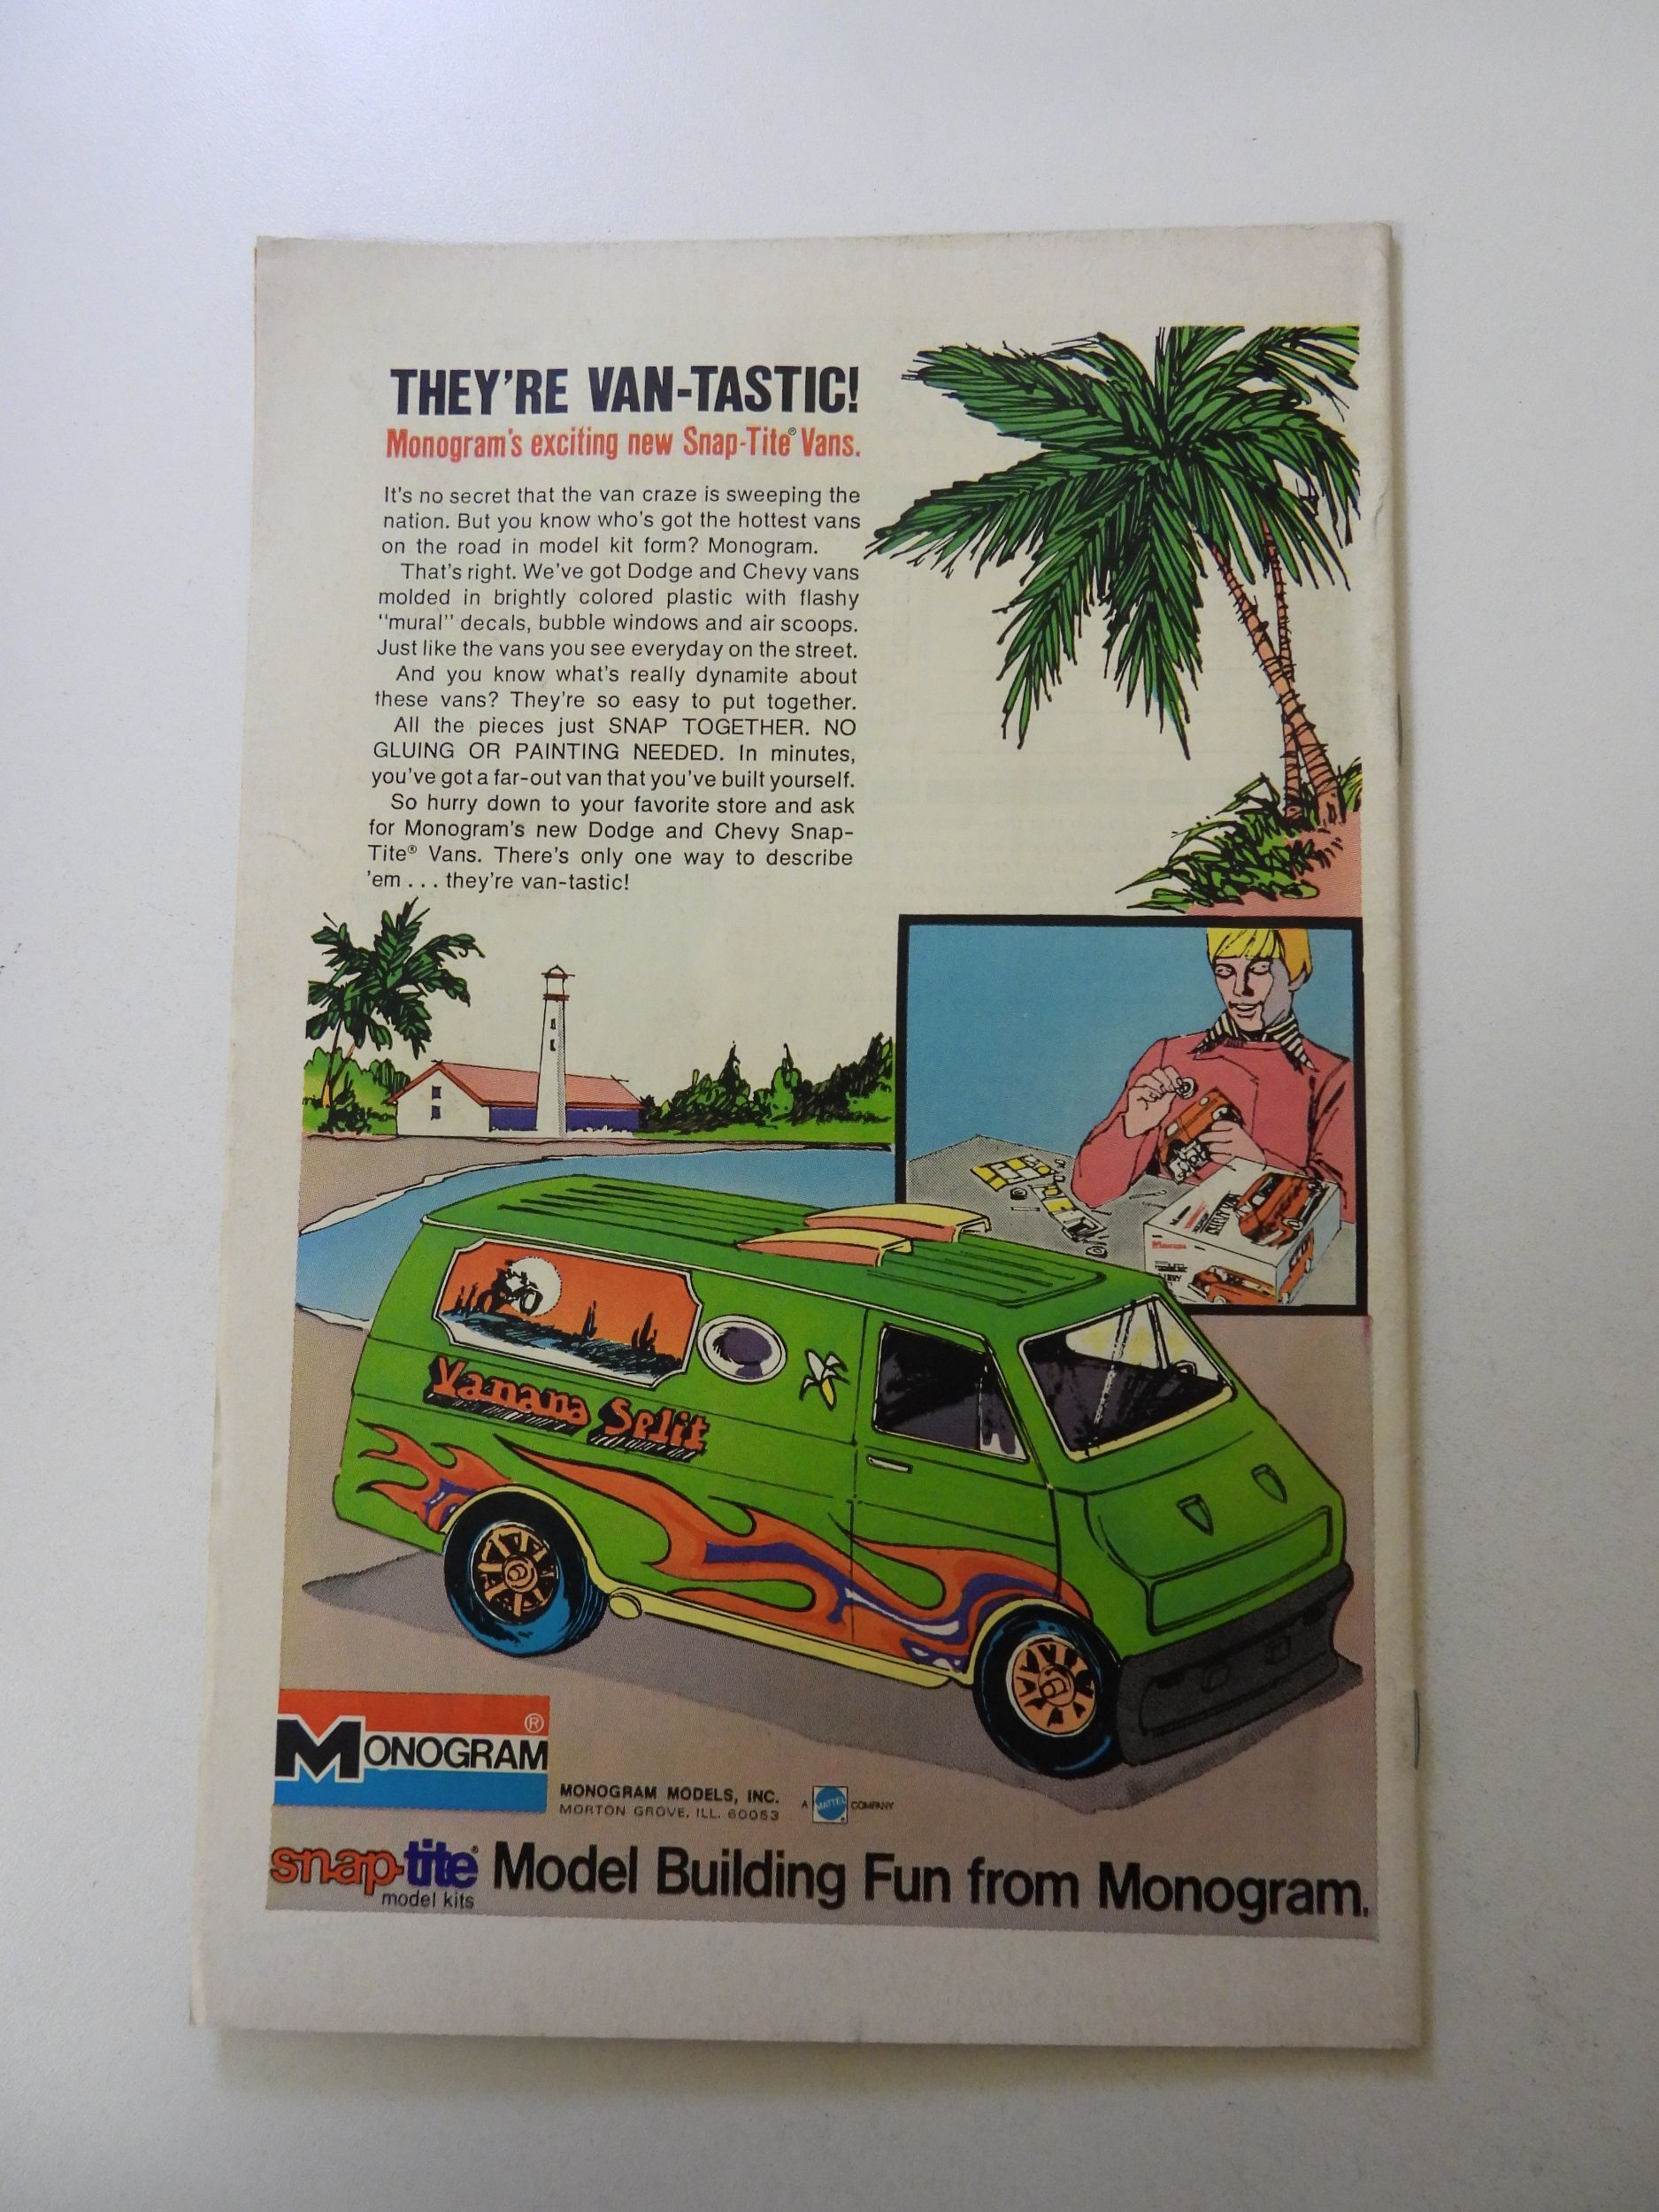 THEY'RE VAN-TASTIC!
Monogram's exciting new Snap-Tite® Vans.
It's no secret that the van craze is sweeping the
nation. But you know who's got the hottest vans
on the road in model kit form? Monogram.
That's right. We've got Dodge and Chevy vans
molded in brightly colored plastic with flashy
"mural" decals, bubble windows and air scoops.
Just like the vans you see everyday on the street.
And you know what's really dynamite about
these vans? They're so easy to put together.
All the pieces just SNAP TOGETHER. NO
GLUING OR PAINTING NEEDED. In minutes,
you've got a far-out van that you've built yourself.
So hurry down to your favorite store and ask
for Monogram's new Dodge and Chevy Snap-
Tite® Vans. There's only one way to describe
'em . . . they're van-tastic!
Vanana Split
MONOGRAM®
MONOGRAM MODELS, INC.
MORTON GROVE, ILL. 60053
A MATTEL COMPANY
snap-tite® Model Building Fun from Monogram.
model kits